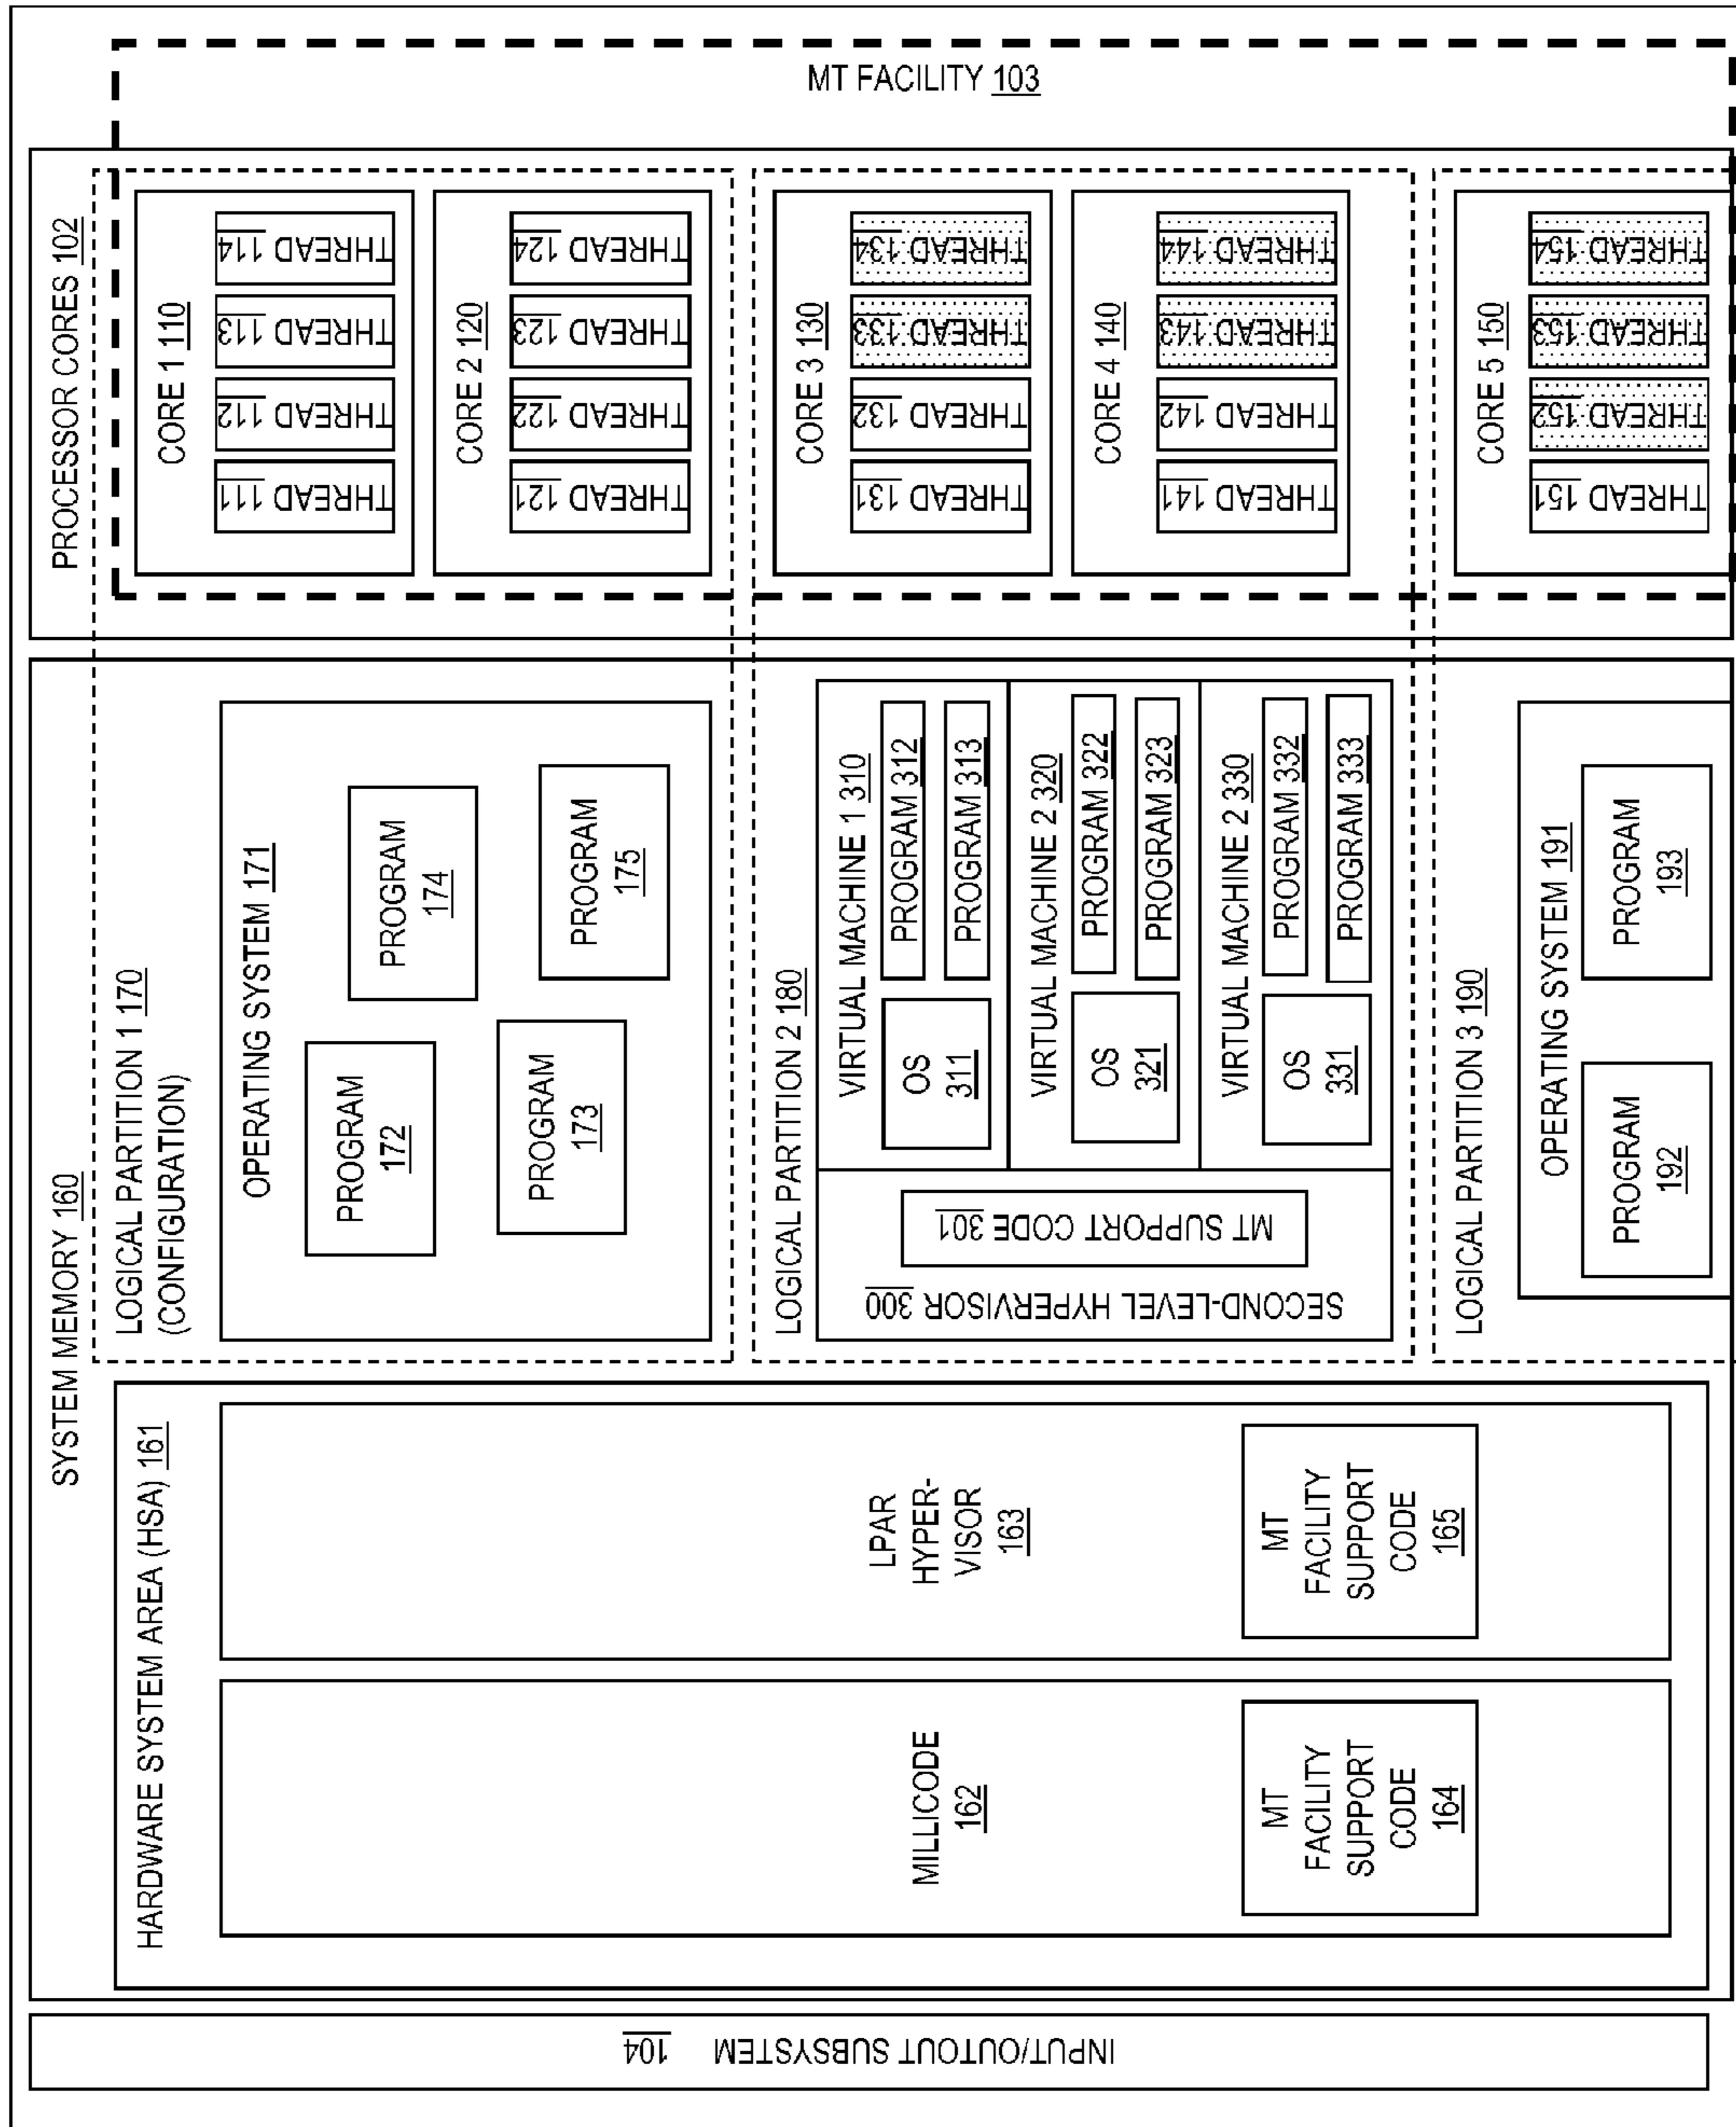 MT FACILITY 103
PROCESSOR CORES 102
CORE 1 110
THREAD 111
THREAD 112
THREAD 113
THREAD 114
CORE 2 120
THREAD 121
THREAD 122
THREAD 123
THREAD 124
CORE 3 130
THREAD 131
THREAD 132
THREAD 133
THREAD 134
CORE 4 140
THREAD 141
THREAD 142
THREAD 143
THREAD 144
CORE 5 150
THREAD 151
THREAD 152
THREAD 153
THREAD 154
SYSTEM MEMORY 160
LOGICAL PARTITION 1 170
(CONFIGURATION)
OPERATING SYSTEM 171
PROGRAM
172
PROGRAM
174
PROGRAM
173
PROGRAM
175
LOGICAL PARTITION 2 180
SECOND-LEVEL HYPERVISOR 300
MT SUPPORT CODE 301
VIRTUAL MACHINE 1 310
OS
311
PROGRAM 312
PROGRAM 313
VIRTUAL MACHINE 2 320
OS
321
PROGRAM 322
PROGRAM 323
VIRTUAL MACHINE 2 330
OS
331
PROGRAM 332
PROGRAM 333
LOGICAL PARTITION 3 190
OPERATING SYSTEM 191
PROGRAM
192
PROGRAM
193
HARDWARE SYSTEM AREA (HSA) 161
LPAR
HYPER-
VISOR
163
MT
FACILITY
SUPPORT
CODE
165
MILLICODE
162
MT
FACILITY
SUPPORT
CODE
164
INPUT/OUTOUT SUBSYSTEM 104